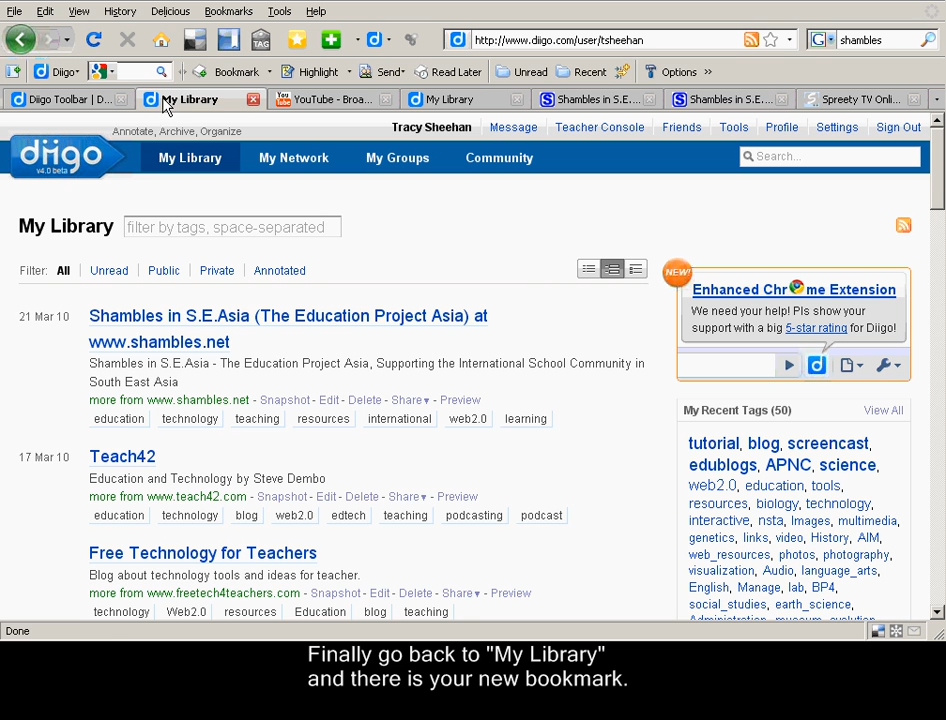 File Edit View History Delicious Bookmarks Tools Help
http://www.diigo.com/user/tsheehan shambles
Diigo Bookmark Highlight Send Read Later Unread Recent Options »
Diigo Toolbar | D... My Library YouTube - Broa... My Library Shambles in S.E.... Shambles in S.E.... Spreety TV Onli...
Annotate, Archive, Organize
Tracy Sheehan Message Teacher Console Friends Tools Profile Settings Sign Out
diigo v4.0 beta My Library My Network My Groups Community Search...
My Library filter by tags, space-separated
Filter: All Unread Public Private Annotated
21 Mar 10 Shambles in S.E.Asia (The Education Project Asia) at
www.shambles.net
Shambles in S.E.Asia - The Education Project Asia, Supporting the International School Community in
South East Asia
more from www.shambles.net - Snapshot - Edit - Delete - Share - Preview
education technology teaching resources international web2.0 learning
17 Mar 10 Teach42
Education and Technology by Steve Dembo
more from www.teach42.com - Snapshot - Edit - Delete - Share - Preview
education technology blog web2.0 edtech teaching podcasting podcast
Free Technology for Teachers
Blog about technology tools and ideas for teacher.
more from www.freetech4teachers.com - Snapshot - Edit - Delete - Share - Preview
technology Web2.0 resources Education blog teaching
NEW!
Enhanced Chr me Extension
We need your help! Pls show your
support with a big 5-star rating for Diigo!
d
My Recent Tags (50) View All
tutorial, blog, screencast,
edublogs, APNC, science,
web2.0, education, tools,
resources, biology, technology,
interactive, nsta, Images, multimedia,
genetics, links, video, History, AIM,
web_resources, photos, photography,
visualization, Audio, language_arts,
English, Manage, lab, BP4,
social_studies, earth_science,
Done
Finally go back to "My Library"
and there is your new bookmark.